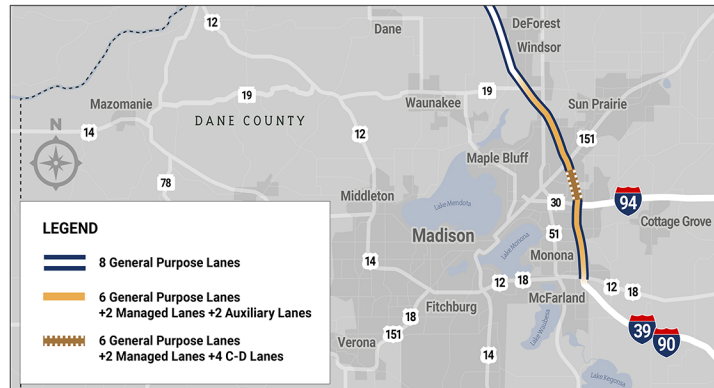 12
Dane
DeForest
Windsor
Mazomanie
19
Waunakee
19
Sun Prairie
N
14
DANE COUNTY
12
151
Maple Bluff
78
Middleton
Lake Mendota
30
94
Cottage Grove
Madison
Lake Monona
51
Monona
14
12
18
McFarland
12
18
Fitchburg
Lake Waubesa
18
151
Verona
39
90
14
Lake Kegonsa
LEGEND
8 General Purpose Lanes
6 General Purpose Lanes
+2 Managed Lanes +2 Auxiliary Lanes
6 General Purpose Lanes
+2 Managed Lanes +4 C-D Lanes